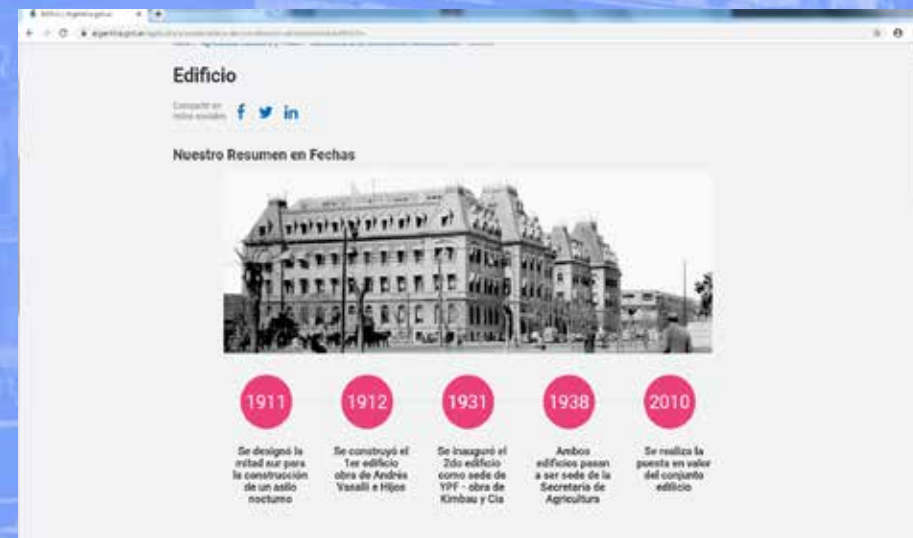 Edificio
Compartir en
redes sociales
Nuestro Resumen en Fechas
1911
Se designó la
mitad sur para
la construcción
de un asilo
nocturno
1912
Se construyó el
1er edificio
obra de Andrés
Vasalli e Hijos
1931
Se inauguró el
2do edificio
como sede de
YPF - obra de
Kimbau y Cia
1938
Ambos
edificios pasan
a ser sede de la
Secretaría de
Agricultura
2010
Se realiza la
puesta en valor
del conjunto
edilicio